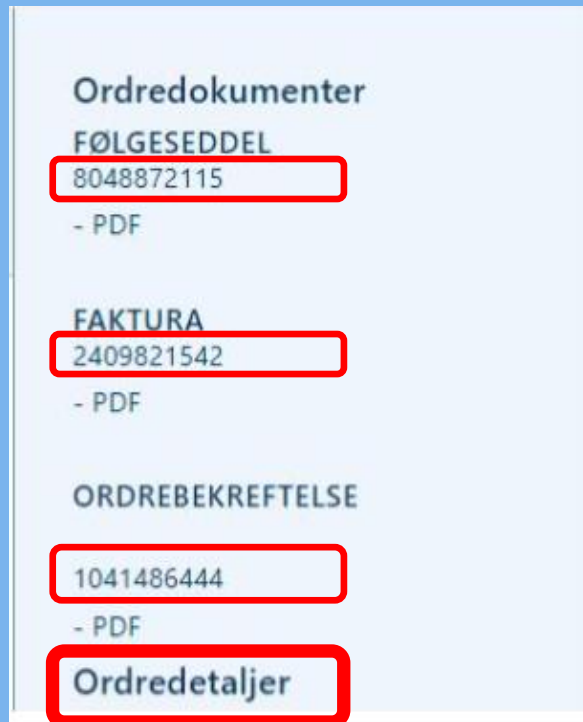 Ordredokumenter
FØLGESEDDEL
8048872115
- PDF
FAKTURA
2409821542
- PDF
ORDREBEKREFTELSE
1041486444
- PDF
Ordredetaljer